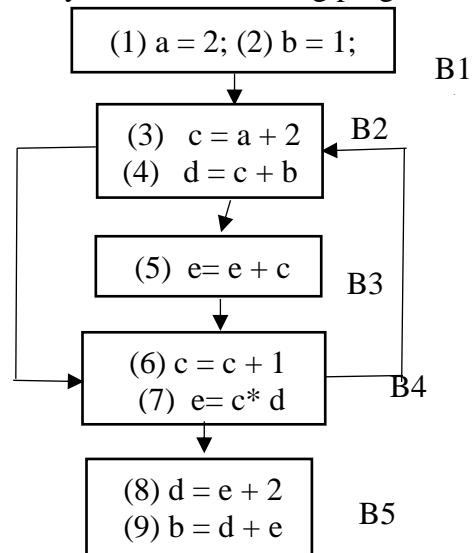 (1) a = 2; (2) b = 1;
B1
(3) c = a + 2
B2
(4) d = c + b
(5) e= e + c
B3
(6) c = c + 1
(7) e= c* d
B4
(8) d = e + 2
(9) b = d + e
B5